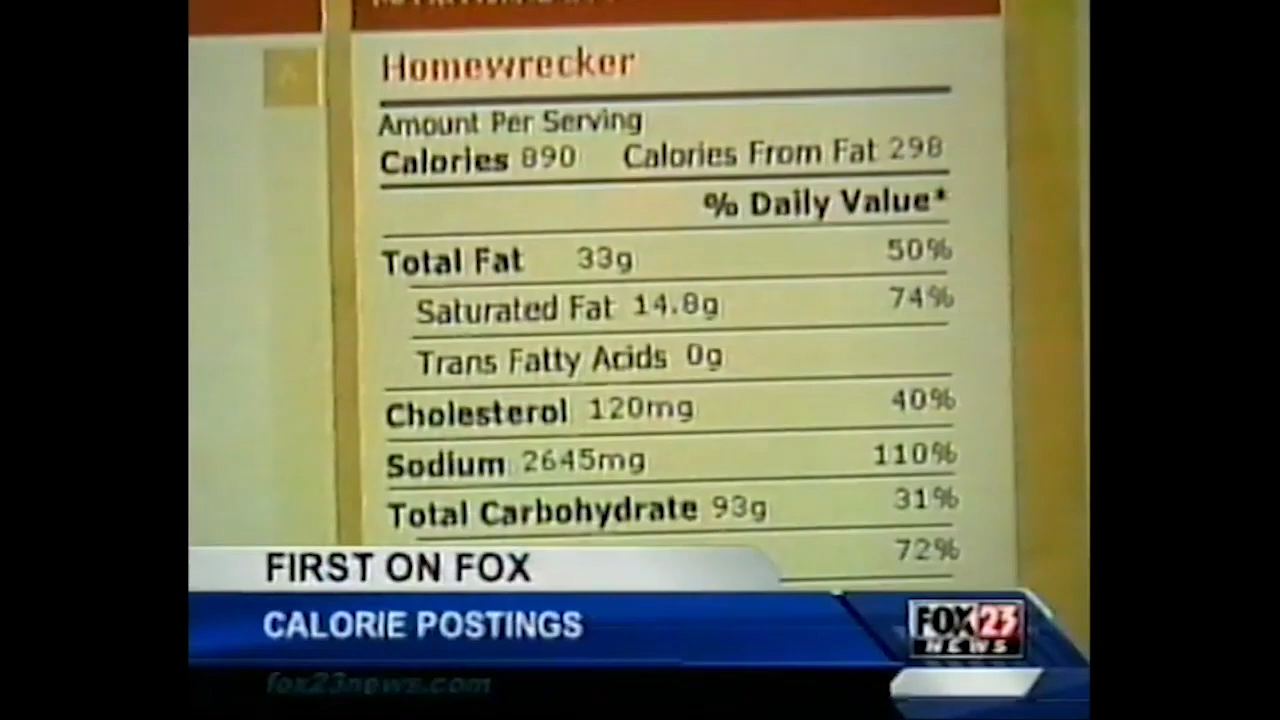 Homewrecker
Amount Per Serving
Calories 890 Calories From Fat 298
% Daily Value*
Total Fat 33g 50%
Saturated Fat 14.8g 74%
Trans Fatty Acids 0g
Cholesterol 120mg 40%
Sodium 2645mg 110%
Total Carbohydrate 93g 31%
72%
FIRST ON FOX
CALORIE POSTINGS
FOX 23
NEWS
fox23news.com